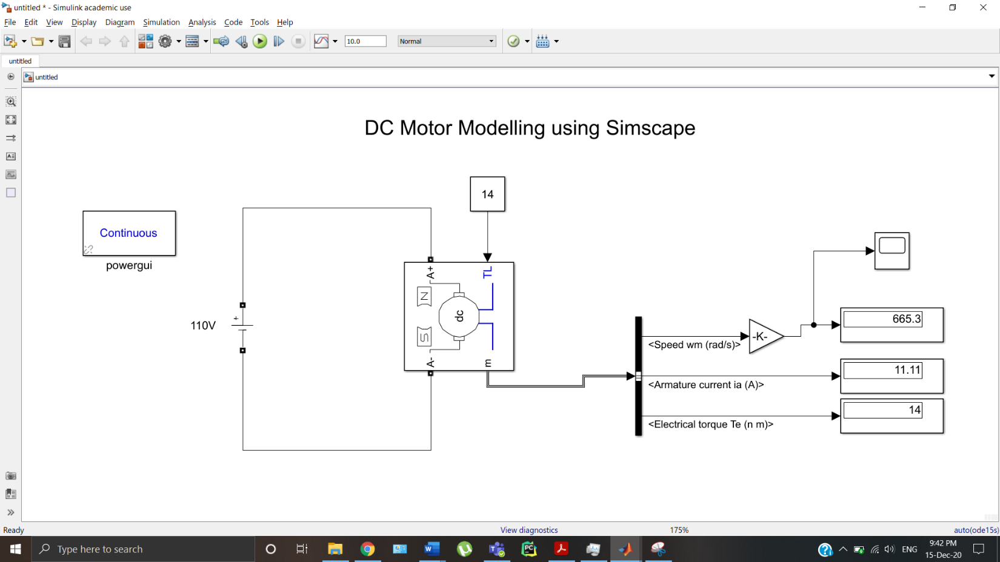 untitled * - Simulink academic use
File Edit View Display Diagram Simulation Analysis Code Tools Help
10.0 Normal
untitled
untitled
DC Motor Modelling using Simscape
14
Continuous
powergui
A+
TL
N
dc
S
A-
m
+
110V
-K-
<Speed wm (rad/s)>
665.3
<Armature current ia (A)>
11.11
<Electrical torque Te (n m)>
14
Ready View diagnostics 175% auto(ode15s)
Type here to search
ENG
9:42 PM
15-Dec-20